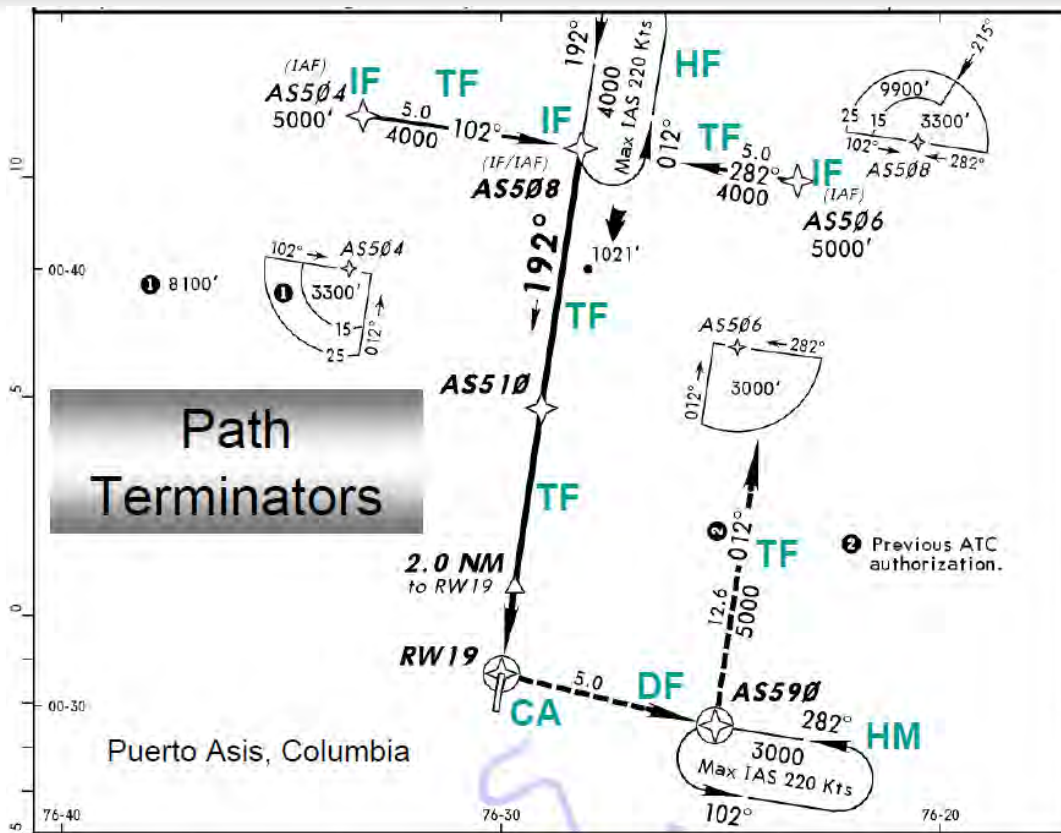 192°
4000
Max IAS 220 Kts
HF
012°
215°
(IAF)
IF
AS5Ø4
5000'
TF
5.0
4000
102°
IF
(IF/IAF)
AS5Ø8
TF
5.0
282°
4000
IF
(IAF)
AS5Ø6
5000'
9900'
25
15
3300'
102°
282°
AS5Ø8
10
192°
1021'
TF
102°
AS5Ø4
00-40
1 8100'
1
3300'
15
25
012°
AS5Ø6
282°
012°
3000'
5
AS51Ø
Path
Terminators
TF
2 012°
TF
12.6
5000
2 Previous ATC
authorization.
2.0 NM
to RW19
0
RW19
CA
5.0
DF
AS59Ø
282°
HM
3000
Max IAS 220 Kts
102°
00-30
Puerto Asis, Columbia
5
76-40
76-30
76-20